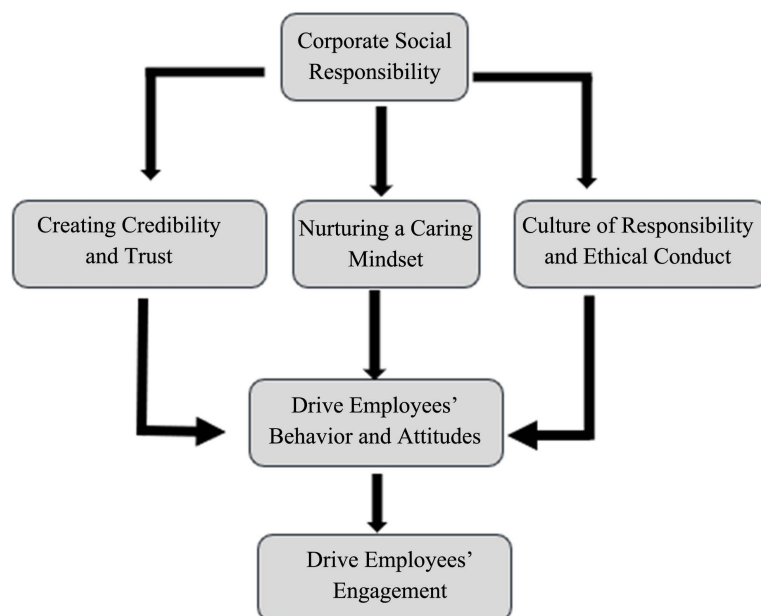 Corporate Social
Responsibility
Creating Credibility
and Trust
Nurturing a Caring
Mindset
Culture of Responsibility
and Ethical Conduct
Drive Employees’
Behavior and Attitudes
Drive Employees’
Engagement